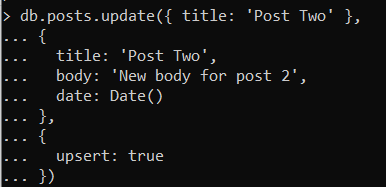 > db.posts.update({ title: 'Post Two' },
... {
...   title: 'Post Two',
...   body: 'New body for post 2',
...   date: Date()
... },
... {
...   upsert: true
... })